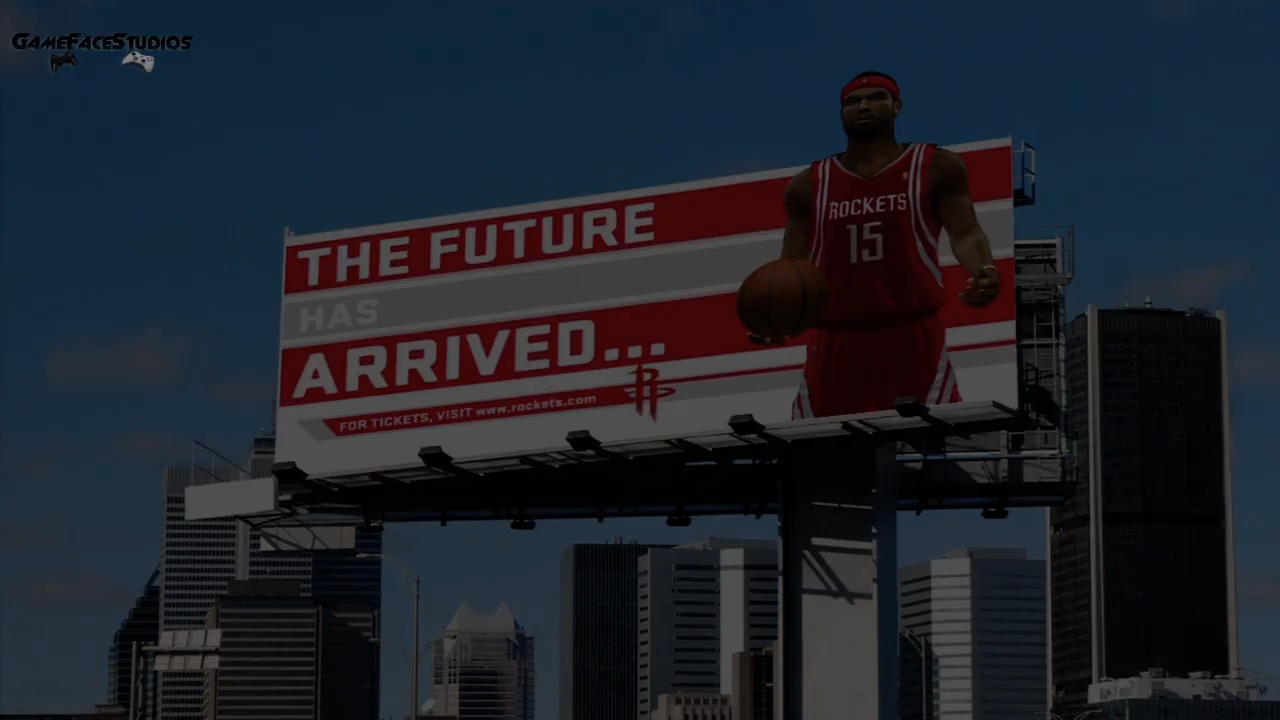 GameFaceStudios
THE FUTURE
HAS
ARRIVED...
FOR TICKETS, VISIT www.rockets.com
R
ROCKETS
15